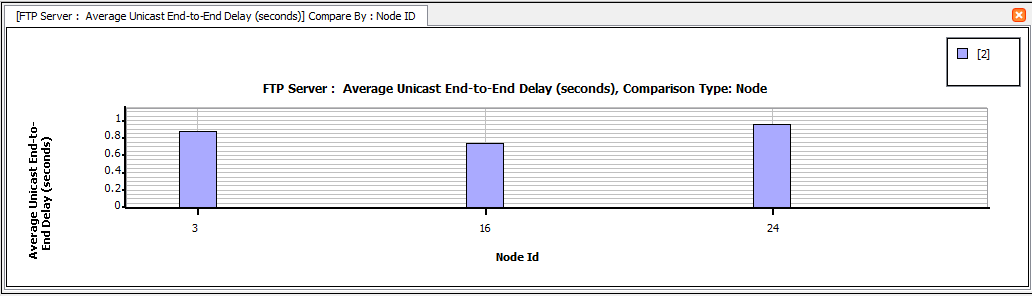 [FTP Server :  Average Unicast End-to-End Delay (seconds)] Compare By : Node ID
[2]
FTP Server :  Average Unicast End-to-End Delay (seconds), Comparison Type: Node
Average Unicast End-to-
End Delay (seconds)
1
0.8
0.6
0.4
0.2
0
3 16 24
Node Id